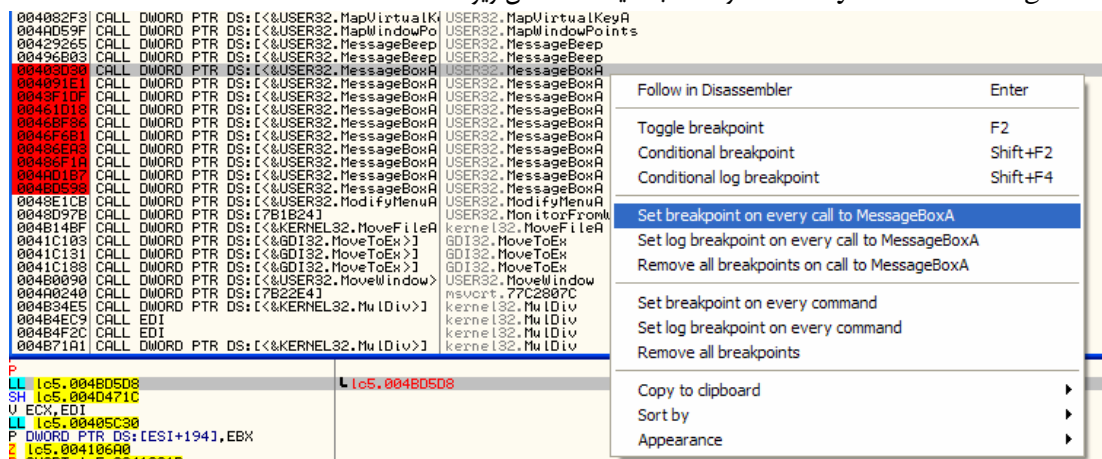 004082F3 CALL DWORD PTR DS:[<&USER32.MapVirtualK USER32.MapVirtualKeyA
004AD59F CALL DWORD PTR DS:[<&USER32.MapWindowPo USER32.MapWindowPoints
00429265 CALL DWORD PTR DS:[<&USER32.MessageBeep USER32.MessageBeep
00496B03 CALL DWORD PTR DS:[<&USER32.MessageBeep USER32.MessageBeep
00403D30 CALL DWORD PTR DS:[<&USER32.MessageBoxA USER32.MessageBoxA
004091E1 CALL DWORD PTR DS:[<&USER32.MessageBoxA USER32.MessageBoxA
0043F1DF CALL DWORD PTR DS:[<&USER32.MessageBoxA USER32.MessageBoxA
00461D18 CALL DWORD PTR DS:[<&USER32.MessageBoxA USER32.MessageBoxA
0046BF86 CALL DWORD PTR DS:[<&USER32.MessageBoxA USER32.MessageBoxA
0046F6B1 CALL DWORD PTR DS:[<&USER32.MessageBoxA USER32.MessageBoxA
00486EA3 CALL DWORD PTR DS:[<&USER32.MessageBoxA USER32.MessageBoxA
00486F1A CALL DWORD PTR DS:[<&USER32.MessageBoxA USER32.MessageBoxA
004AD1B7 CALL DWORD PTR DS:[<&USER32.MessageBoxA USER32.MessageBoxA
004BD598 CALL DWORD PTR DS:[<&USER32.MessageBoxA USER32.MessageBoxA
0048E1CB CALL DWORD PTR DS:[<&USER32.ModifyMenuA USER32.ModifyMenuA
0048D97B CALL DWORD PTR DS:[7B1B24] USER32.MonitorFromW
004B14BF CALL DWORD PTR DS:[<&KERNEL32.MoveFileA kernel32.MoveFileA
0041C103 CALL DWORD PTR DS:[<&GDI32.MoveToEx>] GDI32.MoveToEx
0041C131 CALL DWORD PTR DS:[<&GDI32.MoveToEx>] GDI32.MoveToEx
0041C188 CALL DWORD PTR DS:[<&GDI32.MoveToEx>] GDI32.MoveToEx
004B0090 CALL DWORD PTR DS:[<&USER32.MoveWindow> USER32.MoveWindow
004A0240 CALL DWORD PTR DS:[7B22E4] msvcrt.77C2807C
004B34E5 CALL DWORD PTR DS:[<&KERNEL32.MulDiv>] kernel32.MulDiv
004B4EC9 CALL EDI kernel32.MulDiv
004B4F2C CALL EDI kernel32.MulDiv
004B71A1 CALL DWORD PTR DS:[<&KERNEL32.MulDiv>] kernel32.MulDiv
Follow in Disassembler Enter
Toggle breakpoint F2
Conditional breakpoint Shift+F2
Conditional log breakpoint Shift+F4
Set breakpoint on every call to MessageBoxA
Set log breakpoint on every call to MessageBoxA
Remove all breakpoints on call to MessageBoxA
Set breakpoint on every command
Set log breakpoint on every command
Remove all breakpoints
Copy to clipboard
Sort by
Appearance
P
LL lc5.004BD5D8 lc5.004BD5D8
SH lc5.004D471C
V ECX,EDI
LL lc5.00405C30
P DWORD PTR DS:[ESI+194],EBX
Z lc5.004106A0